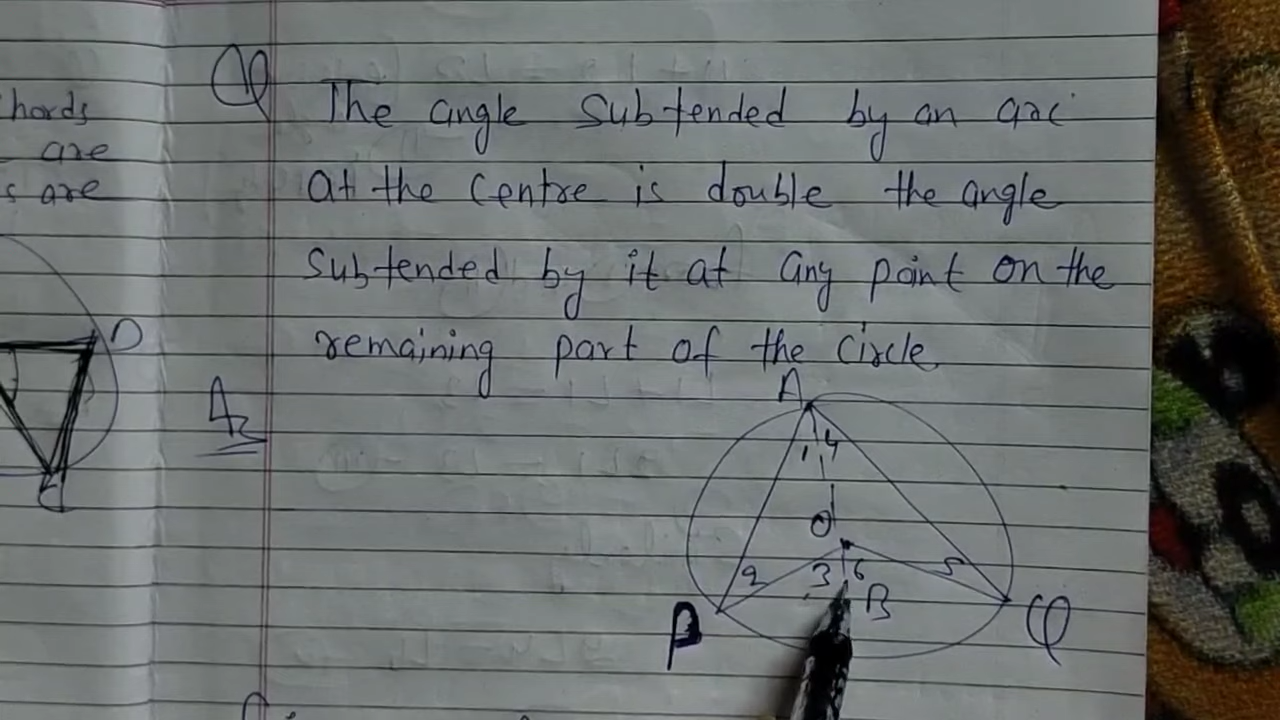 hords
are
s are
D
C
Q The angle Subtended by an arc
at the Centre is double the angle
Subtended by it at any point on the
remaining part of the Circle.
Ans
A
1 4
O
2 3 6 5
B
P Q